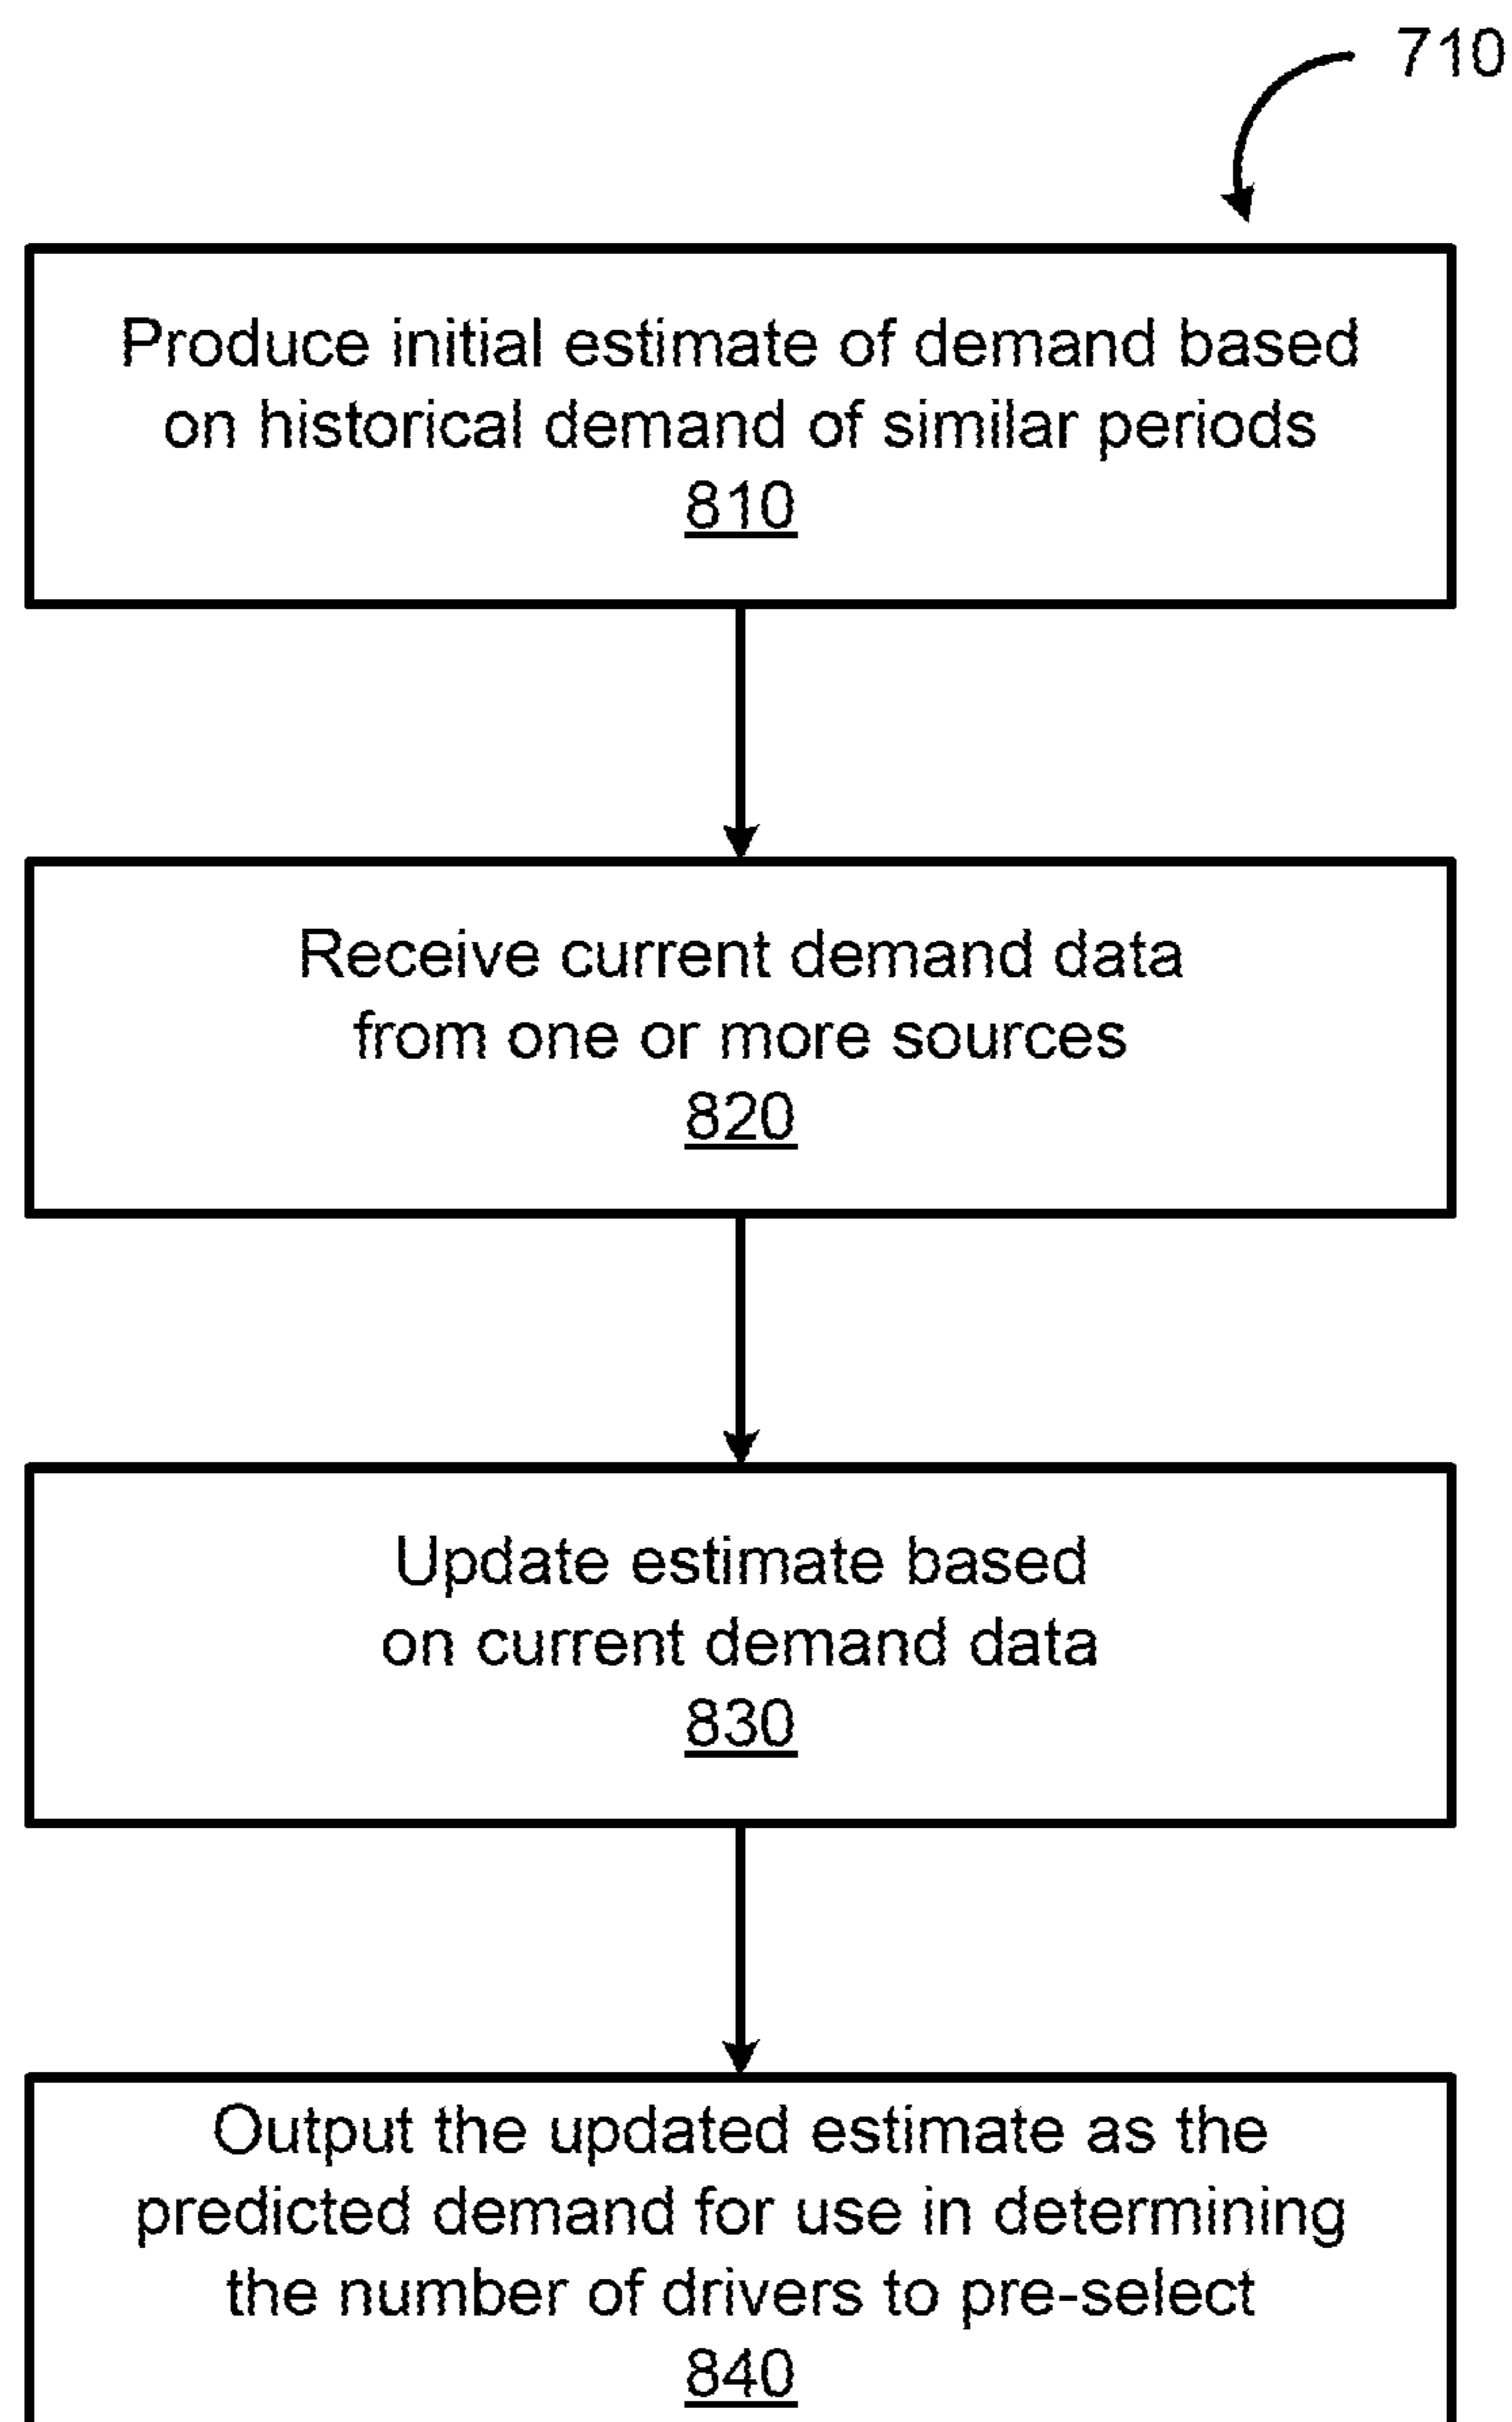 710
Produce initial estimate of demand based
on historical demand of similar periods
810
Receive current demand data
from one or more sources
820
Update estimate based
on current demand data
830
Output the updated estimate as the
predicted demand for use in determining
the number of drivers to pre-select
840